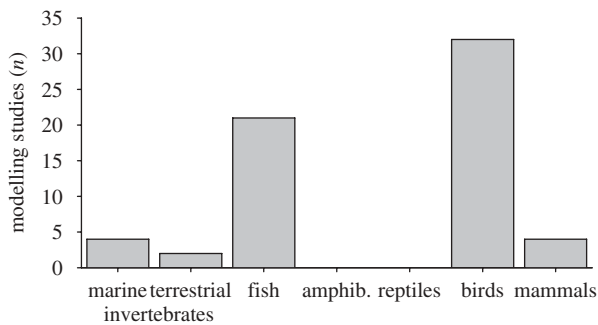 modelling studies (n)
35
30
25
20
15
10
5
0
marine terrestrial fish amphib. reptiles birds mammals
invertebrates